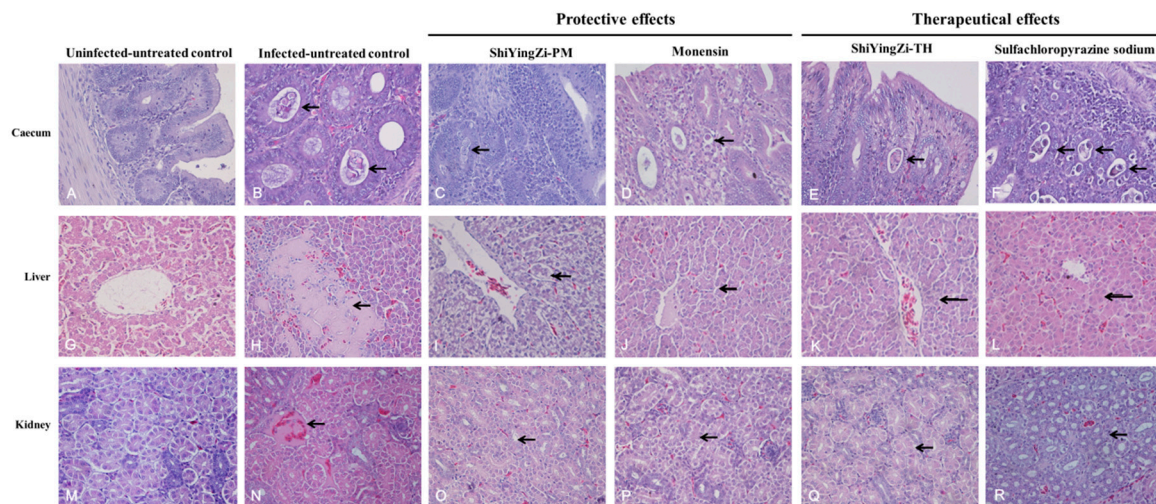 Protective effects Therapeutical effects
Uninfected-untreated control Infected-untreated control ShiYingZi-PM Monensin ShiYingZi-TH Sulfachloropyrazine sodium
Caecum
A B C D E F
Liver
G H I J K L
Kidney
M N O P Q R